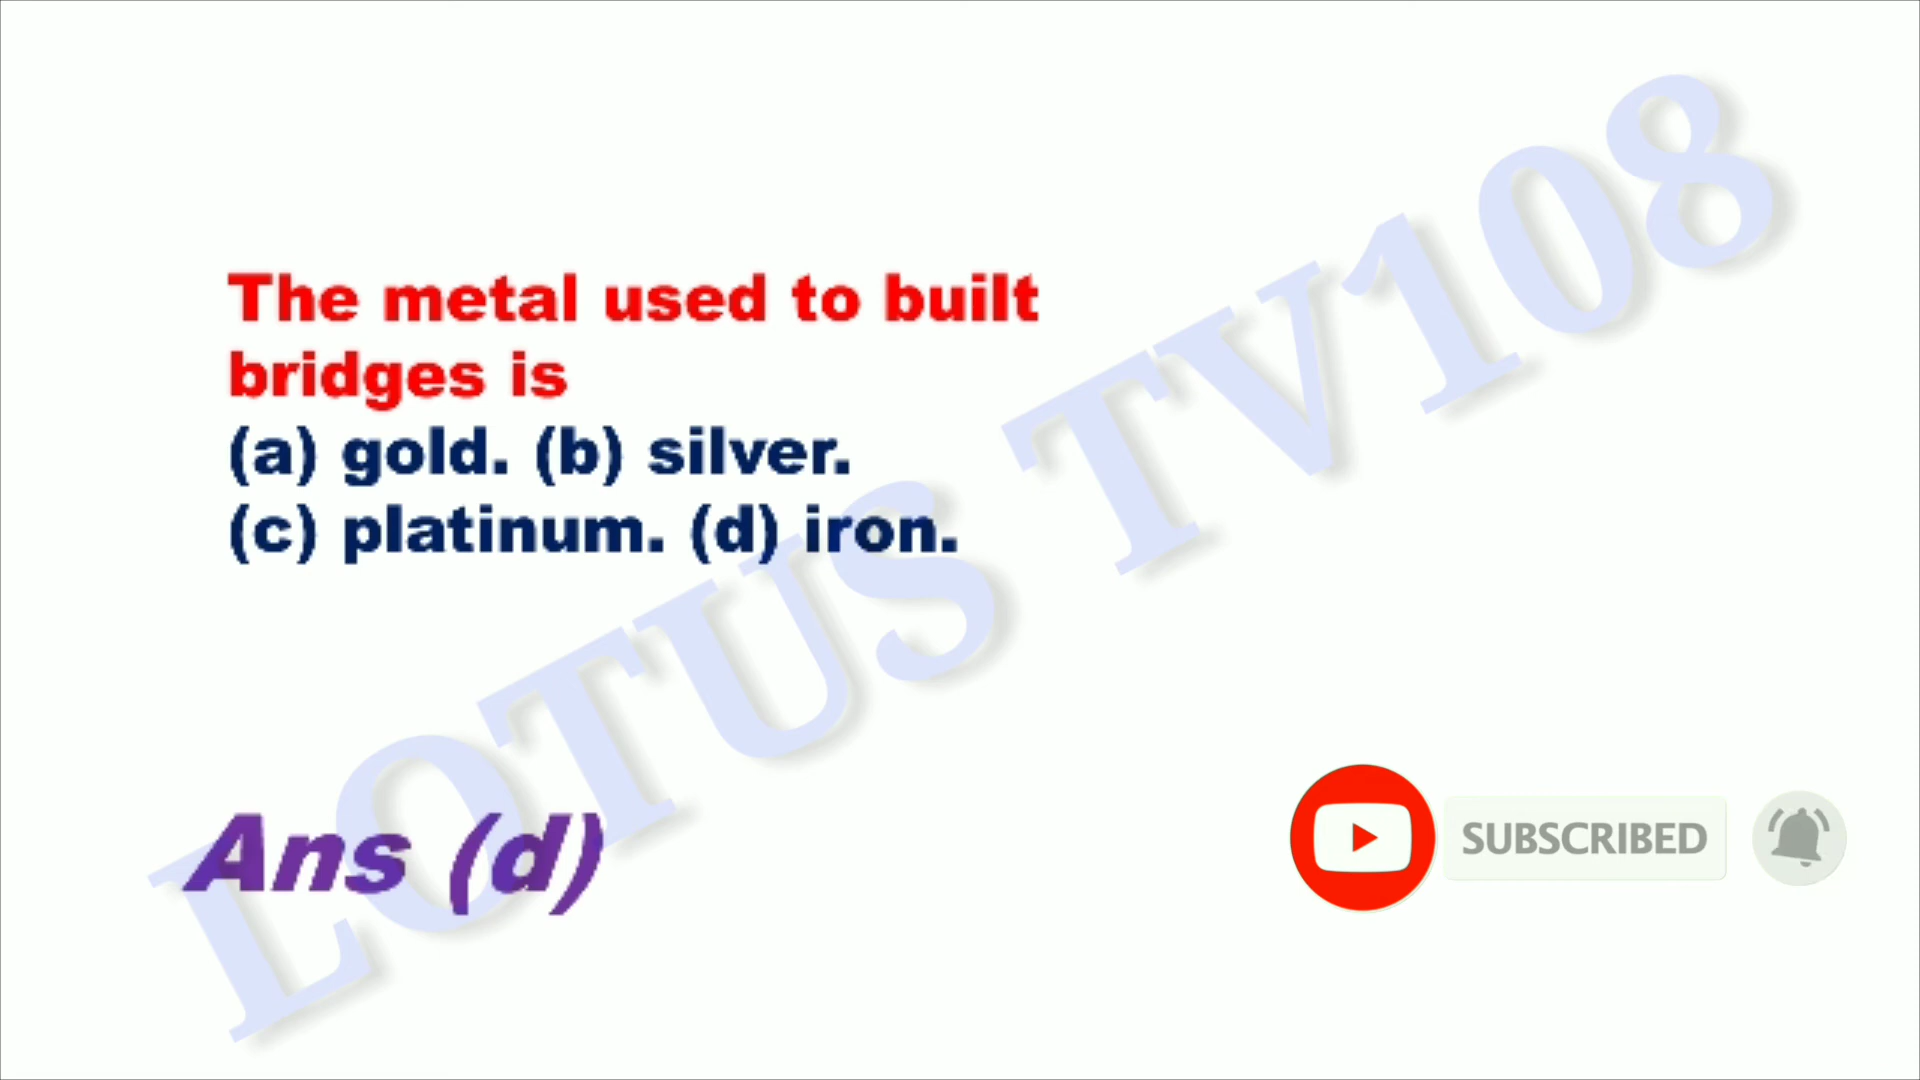 The metal used to built
bridges is
(a) gold. (b) silver.
(c) platinum. (d) iron.
LOTUS TV108
Ans (d)
SUBSCRIBED